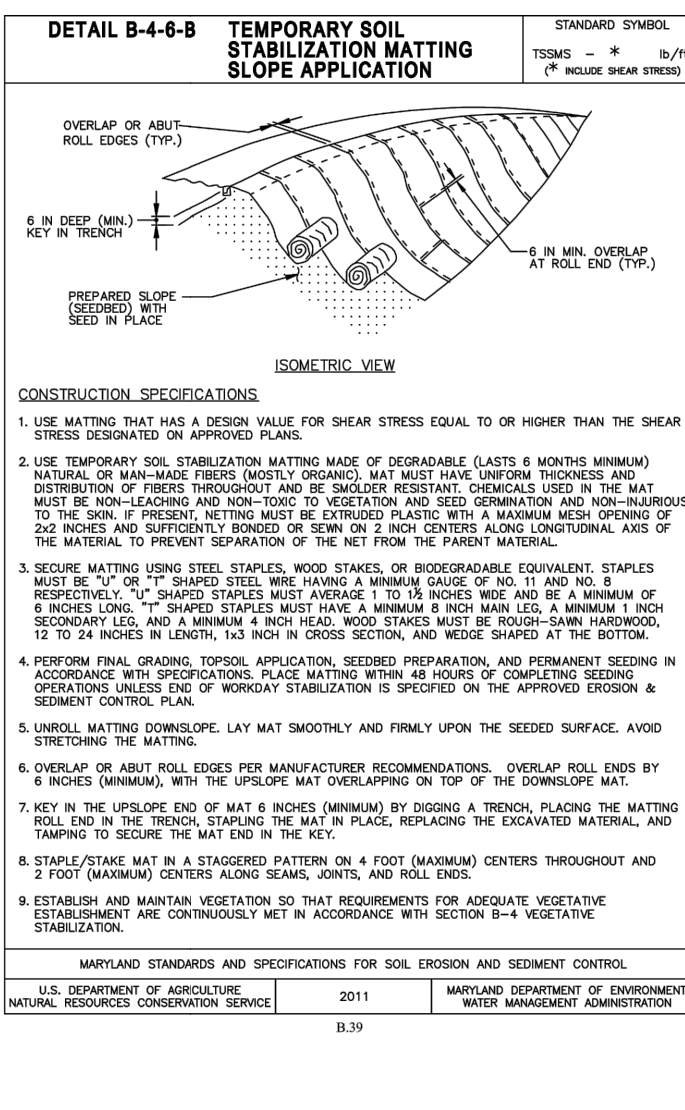 DETAIL B-4-6-B
TEMPORARY SOIL
STABILIZATION MATTING
SLOPE APPLICATION
STANDARD SYMBOL
TSSMS - * lb/ft
(* INCLUDE SHEAR STRESS)
OVERLAP OR ABUT
ROLL EDGES (TYP.)
6 IN DEEP (MIN.)
KEY IN TRENCH
6 IN MIN. OVERLAP
AT ROLL END (TYP.)
PREPARED SLOPE
(SEEDBED) WITH
SEED IN PLACE
ISOMETRIC VIEW
CONSTRUCTION SPECIFICATIONS
1. USE MATTING THAT HAS A DESIGN VALUE FOR SHEAR STRESS EQUAL TO OR HIGHER THAN THE SHEAR
STRESS DESIGNATED ON APPROVED PLANS.
2. USE TEMPORARY SOIL STABILIZATION MATTING MADE OF DEGRADABLE (LASTS 6 MONTHS MINIMUM)
NATURAL OR MAN-MADE FIBERS (MOSTLY ORGANIC). MAT MUST HAVE UNIFORM THICKNESS AND
DISTRIBUTION OF FIBERS THROUGHOUT AND BE SMOLDER RESISTANT. CHEMICALS USED IN THE MAT
MUST BE NON-LEACHING AND NON-TOXIC TO VEGETATION AND SEED GERMINATION AND NON-INJURIOUS
TO THE SKIN. IF PRESENT, NETTING MUST BE EXTRUDED PLASTIC WITH A MAXIMUM MESH OPENING OF
2x2 INCHES AND SUFFICIENTLY BONDED OR SEWN ON 2 INCH CENTERS ALONG LONGITUDINAL AXIS OF
THE MATERIAL TO PREVENT SEPARATION OF THE NET FROM THE PARENT MATERIAL.
3. SECURE MATTING USING STEEL STAPLES, WOOD STAKES, OR BIODEGRADABLE EQUIVALENT. STAPLES
MUST BE "U" OR "T" SHAPED STEEL WIRE HAVING A MINIMUM GAUGE OF NO. 11 AND NO. 8
RESPECTIVELY. "U" SHAPED STAPLES MUST AVERAGE 1 TO 1½ INCHES WIDE AND BE A MINIMUM OF
6 INCHES LONG. "T" SHAPED STAPLES MUST HAVE A MINIMUM 8 INCH MAIN LEG, A MINIMUM 1 INCH
SECONDARY LEG, AND A MINIMUM 4 INCH HEAD. WOOD STAKES MUST BE ROUGH-SAWN HARDWOOD,
12 TO 24 INCHES IN LENGTH, 1x3 INCH IN CROSS SECTION, AND WEDGE SHAPED AT THE BOTTOM.
4. PERFORM FINAL GRADING, TOPSOIL APPLICATION, SEEDBED PREPARATION, AND PERMANENT SEEDING IN
ACCORDANCE WITH SPECIFICATIONS. PLACE MATTING WITHIN 48 HOURS OF COMPLETING SEEDING
OPERATIONS UNLESS END OF WORKDAY STABILIZATION IS SPECIFIED ON THE APPROVED EROSION &
SEDIMENT CONTROL PLAN.
5. UNROLL MATTING DOWNSLOPE. LAY MAT SMOOTHLY AND FIRMLY UPON THE SEEDED SURFACE. AVOID
STRETCHING THE MATTING.
6. OVERLAP OR ABUT ROLL EDGES PER MANUFACTURER RECOMMENDATIONS. OVERLAP ROLL ENDS BY
6 INCHES (MINIMUM), WITH THE UPSLOPE MAT OVERLAPPING ON TOP OF THE DOWNSLOPE MAT.
7. KEY IN THE UPSLOPE END OF MAT 6 INCHES (MINIMUM) BY DIGGING A TRENCH, PLACING THE MATTING
ROLL END IN THE TRENCH, STAPLING THE MAT IN PLACE, REPLACING THE EXCAVATED MATERIAL, AND
TAMPING TO SECURE THE MAT END IN THE KEY.
8. STAPLE/STAKE MAT IN A STAGGERED PATTERN ON 4 FOOT (MAXIMUM) CENTERS THROUGHOUT AND
2 FOOT (MAXIMUM) CENTERS ALONG SEAMS, JOINTS, AND ROLL ENDS.
9. ESTABLISH AND MAINTAIN VEGETATION SO THAT REQUIREMENTS FOR ADEQUATE VEGETATIVE
ESTABLISHMENT ARE CONTINUOUSLY MET IN ACCORDANCE WITH SECTION B-4 VEGETATIVE
STABILIZATION.
MARYLAND STANDARDS AND SPECIFICATIONS FOR SOIL EROSION AND SEDIMENT CONTROL
U.S. DEPARTMENT OF AGRICULTURE
NATURAL RESOURCES CONSERVATION SERVICE
2011
MARYLAND DEPARTMENT OF ENVIRONMENT
WATER MANAGEMENT ADMINISTRATION
B.39